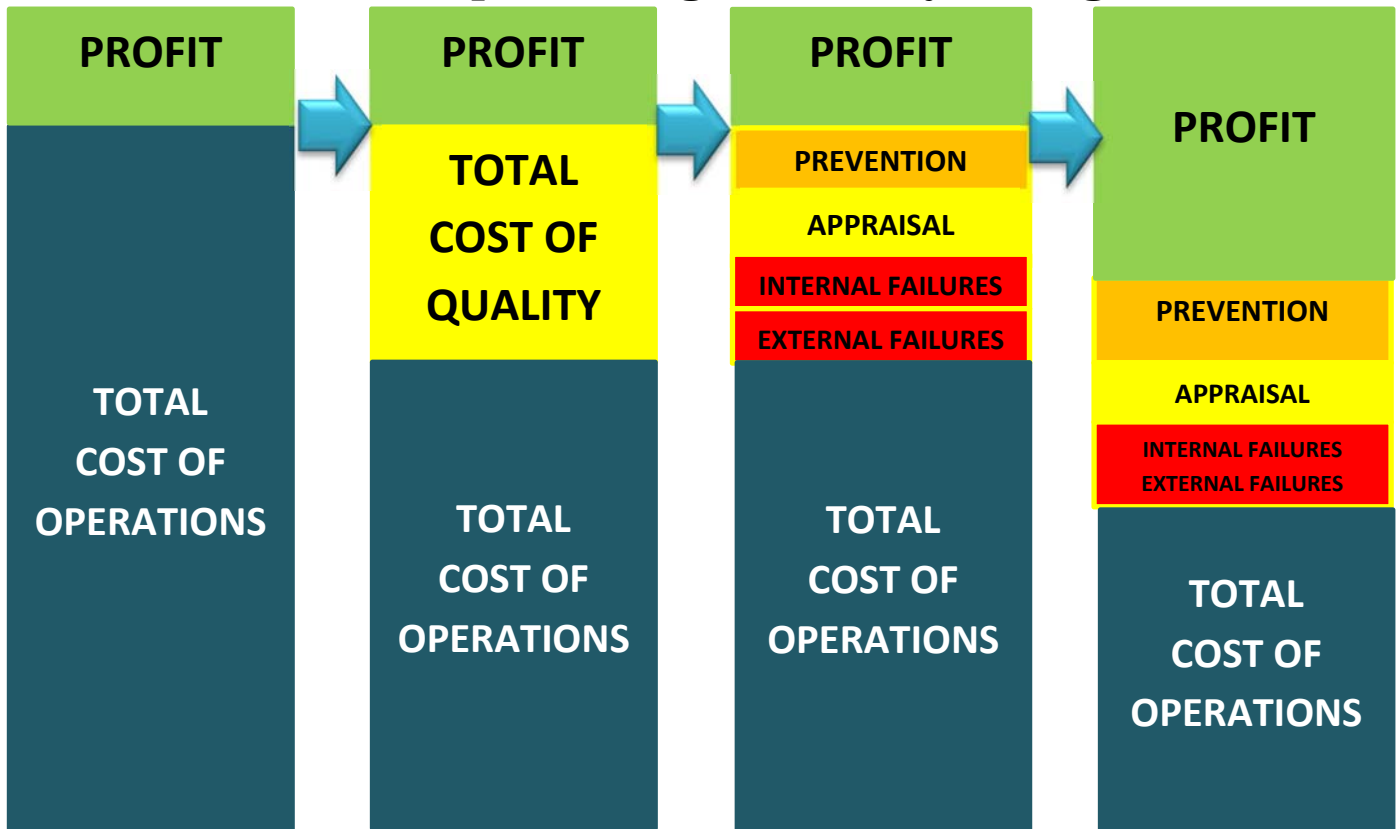 PROFIT
TOTAL
COST OF
OPERATIONS
PROFIT
TOTAL
COST OF
QUALITY
TOTAL
COST OF
OPERATIONS
PROFIT
PREVENTION
APPRAISAL
INTERNAL FAILURES
EXTERNAL FAILURES
TOTAL
COST OF
OPERATIONS
PROFIT
PREVENTION
APPRAISAL
INTERNAL FAILURES
EXTERNAL FAILURES
TOTAL
COST OF
OPERATIONS